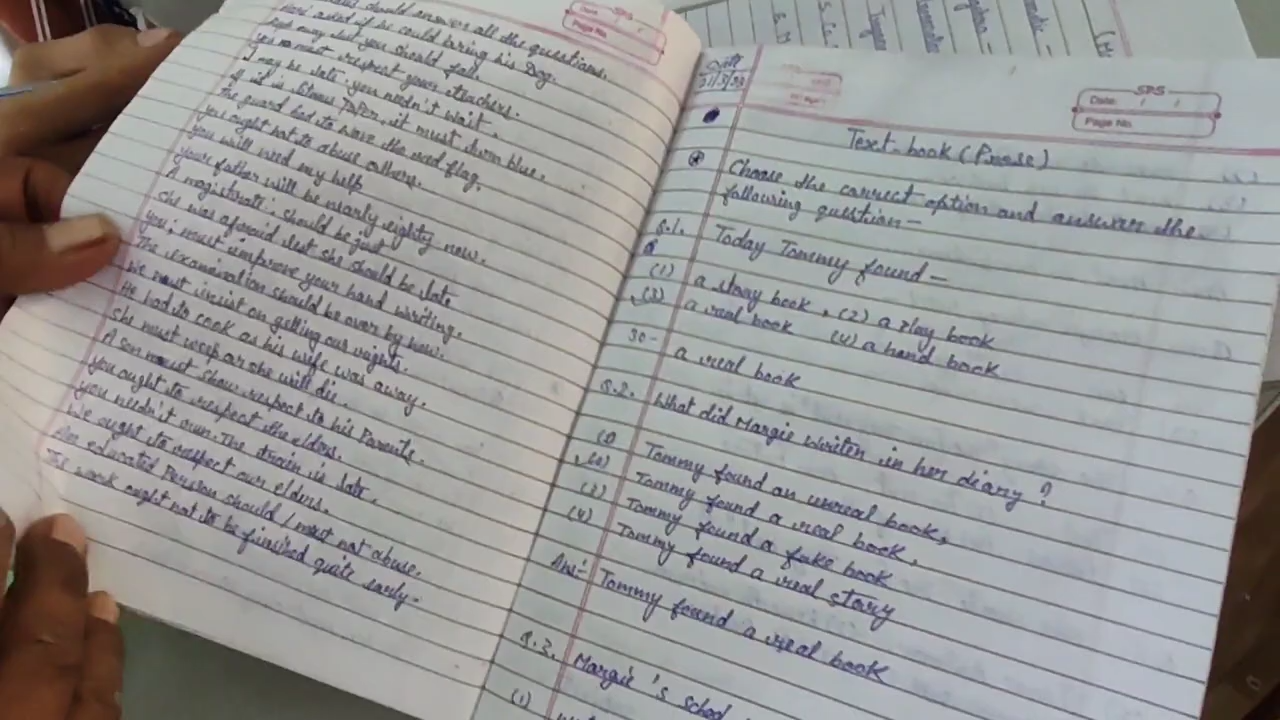 should answer all the questions.
asked if he could bring his Dog.
may but you should fall.
you must respect your teachers.
I may be late, you needn't wait.
If it is litmus Paper, it must turn blue.
The guard had to wave the red flag.
you ought not to abuse others.
you will need my help
your father will be nearly eighty now.
A magistrate should be just
she was afraid lest she should be late
you must improve your hand writing.
The examination should be over by now.
We must insist on getting our rights.
He had to cook as his wife was away.
she must weep or she will die.
A son must show respect to his Parents.
you ought to respect the elders.
you needn't run. The train is late.
We ought to respect our elders.
An educated Person should / must not abuse.
The work ought not to be finished quite early.
SPS
Date: / /
Page No.
Text-book (Prose)
Choose the correct option and answer the
following question-
Q.1. Today Tommy found-
(1) a story book, (2) a play book
(3) a real book (4) a hand book
a real book
Q.2. What did Margie writen in her diary?
(1) Tommy found an unreal book,
Tommy found a real book,
Tommy found a fake book
(4) Tommy found a real story
Ans:- Tommy found a real book
Q.3. Margie's school
(1)